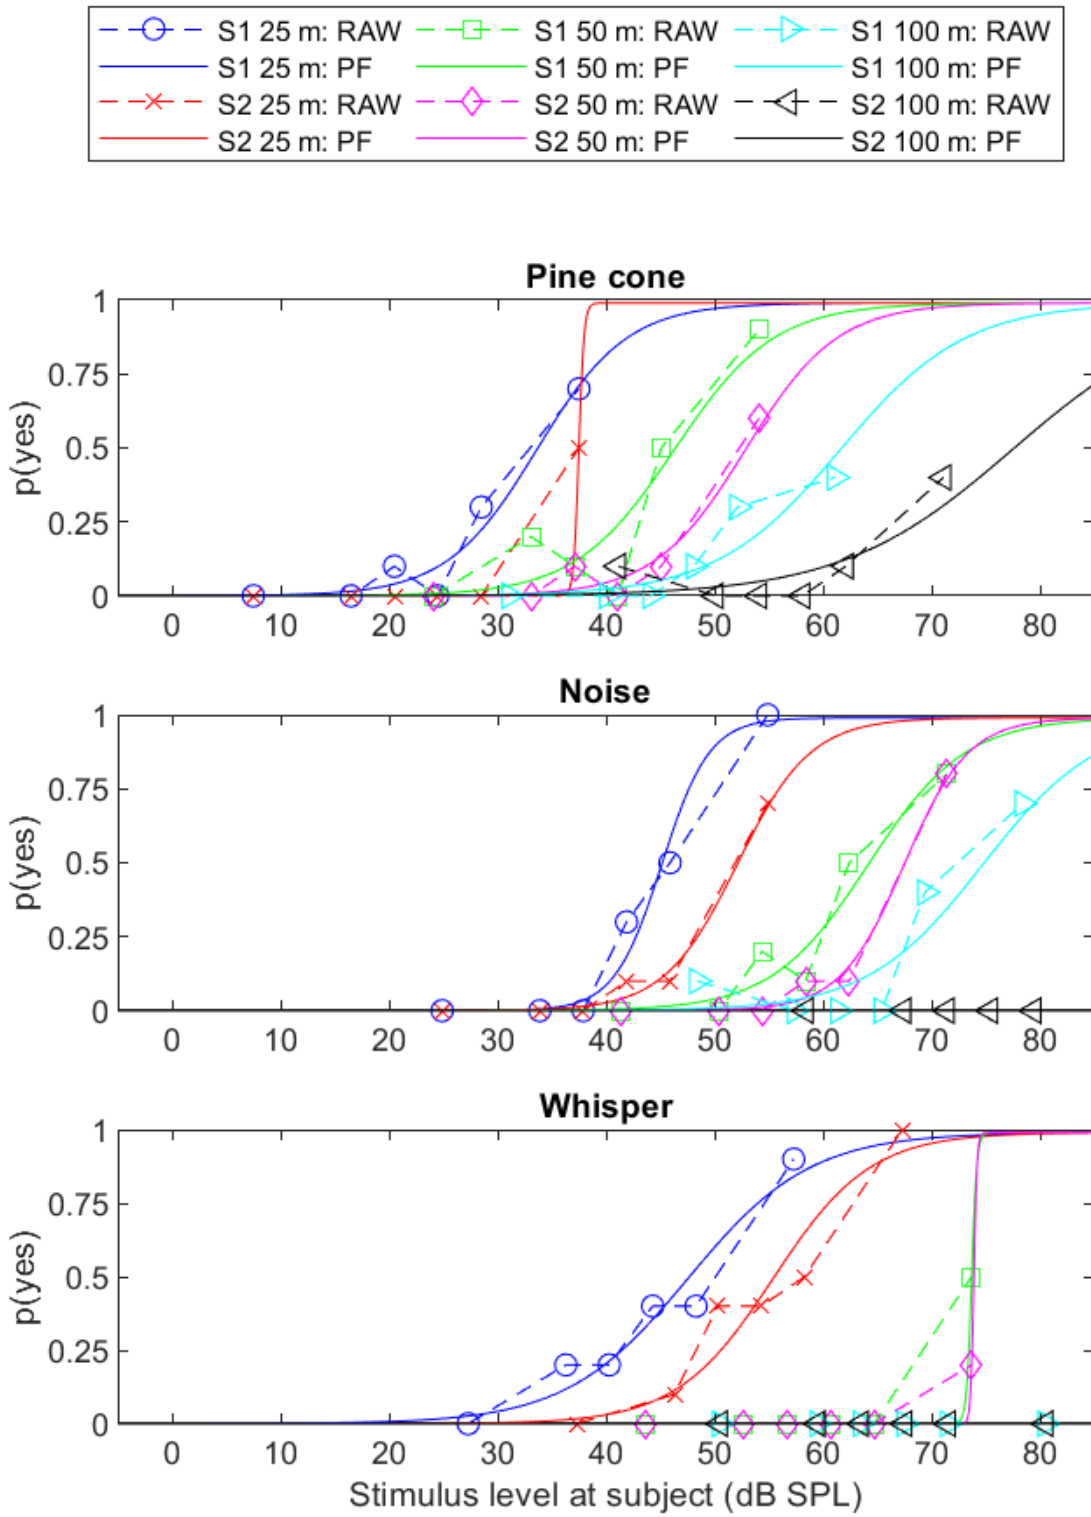 S1 25 m: RAW S1 50 m: RAW S1 100 m: RAW
S1 25 m: PF S1 50 m: PF S1 100 m: PF
S2 25 m: RAW S2 50 m: RAW S2 100 m: RAW
S2 25 m: PF S2 50 m: PF S2 100 m: PF
Pine cone
1
0.75
0.5
0.25
0
p(yes)
0 10 20 30 40 50 60 70 80
Noise
1
0.75
0.5
0.25
0
p(yes)
0 10 20 30 40 50 60 70 80
Whisper
1
0.75
0.5
0.25
0
p(yes)
0 10 20 30 40 50 60 70 80
Stimulus level at subject (dB SPL)